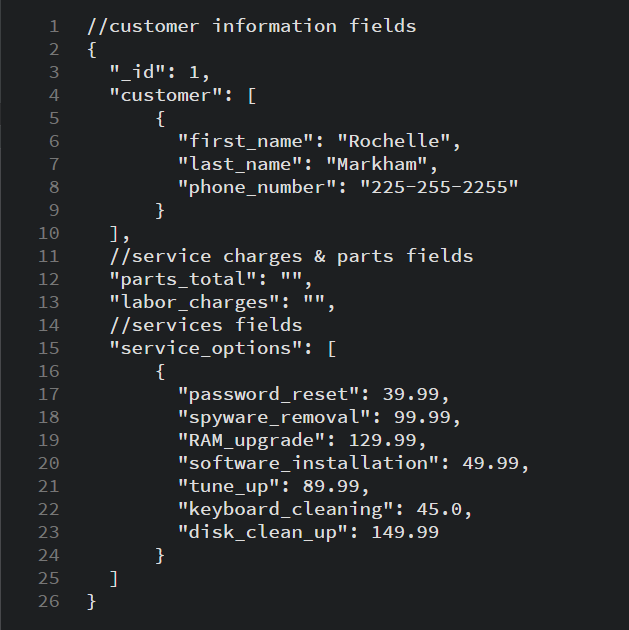 1 //customer information fields
2 {
3 "_id": 1,
4 "customer": [
5 {
6 "first_name": "Rochelle",
7 "last_name": "Markham",
8 "phone_number": "225-255-2255"
9 }
10 ],
11 //service charges & parts fields
12 "parts_total": "",
13 "labor_charges": "",
14 //services fields
15 "service_options": [
16 {
17 "password_reset": 39.99,
18 "spyware_removal": 99.99,
19 "RAM_upgrade": 129.99,
20 "software_installation": 49.99,
21 "tune_up": 89.99,
22 "keyboard_cleaning": 45.0,
23 "disk_clean_up": 149.99
24 }
25 ]
26 }